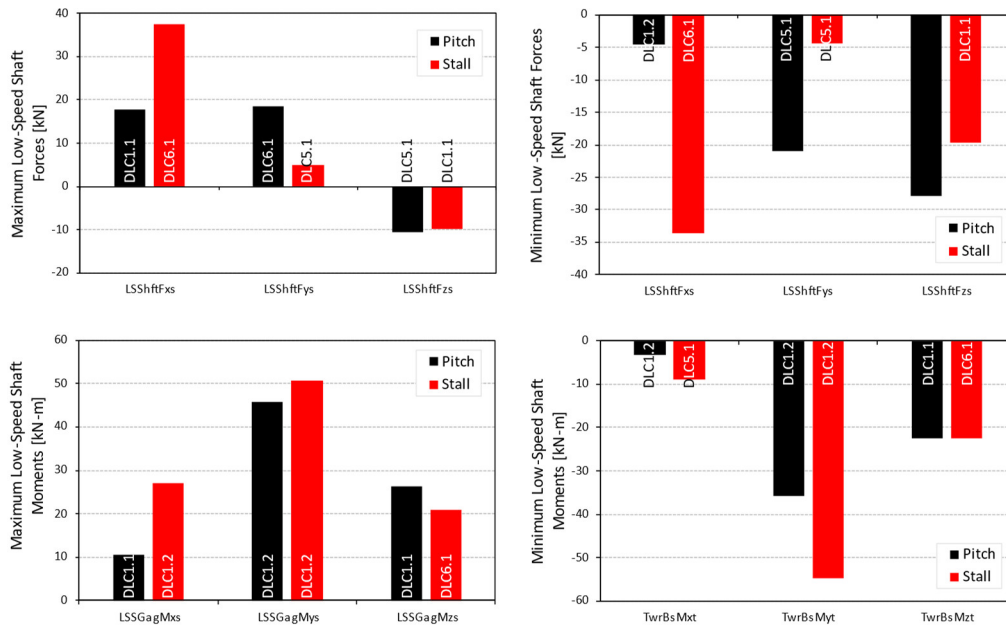 Maximum Low-Speed Shaft
Forces [kN]
40
30
20
10
0
-10
-20
Pitch
Stall
DLC1.1
DLC6.1
DLC6.1
DLC5.1
DLC5.1
DLC1.1
LSShftFxs
LSShftFys
LSShftFzs
Minimum Low-Speed Shaft Forces
[kN]
0
-5
-10
-15
-20
-25
-30
-35
-40
DLC1.2
DLC6.1
DLC5.1
DLC5.1
DLC1.1
Pitch
Stall
LSShftFxs
LSShftFys
LSShftFzs
Maximum Low-Speed Shaft
Moments [kN-m]
60
50
40
30
20
10
0
Pitch
Stall
DLC1.1
DLC1.2
DLC1.2
DLC1.2
DLC1.1
DLC6.1
LSSGagMxs
LSSGagMys
LSSGagMzs
Minimum Low-Speed Shaft
Moments [kN-m]
0
-10
-20
-30
-40
-50
-60
DLC1.2
DLC5.1
DLC1.2
DLC1.2
DLC1.1
DLC6.1
Pitch
Stall
TwrBsMxt
TwrBsMyt
TwrBsMzt